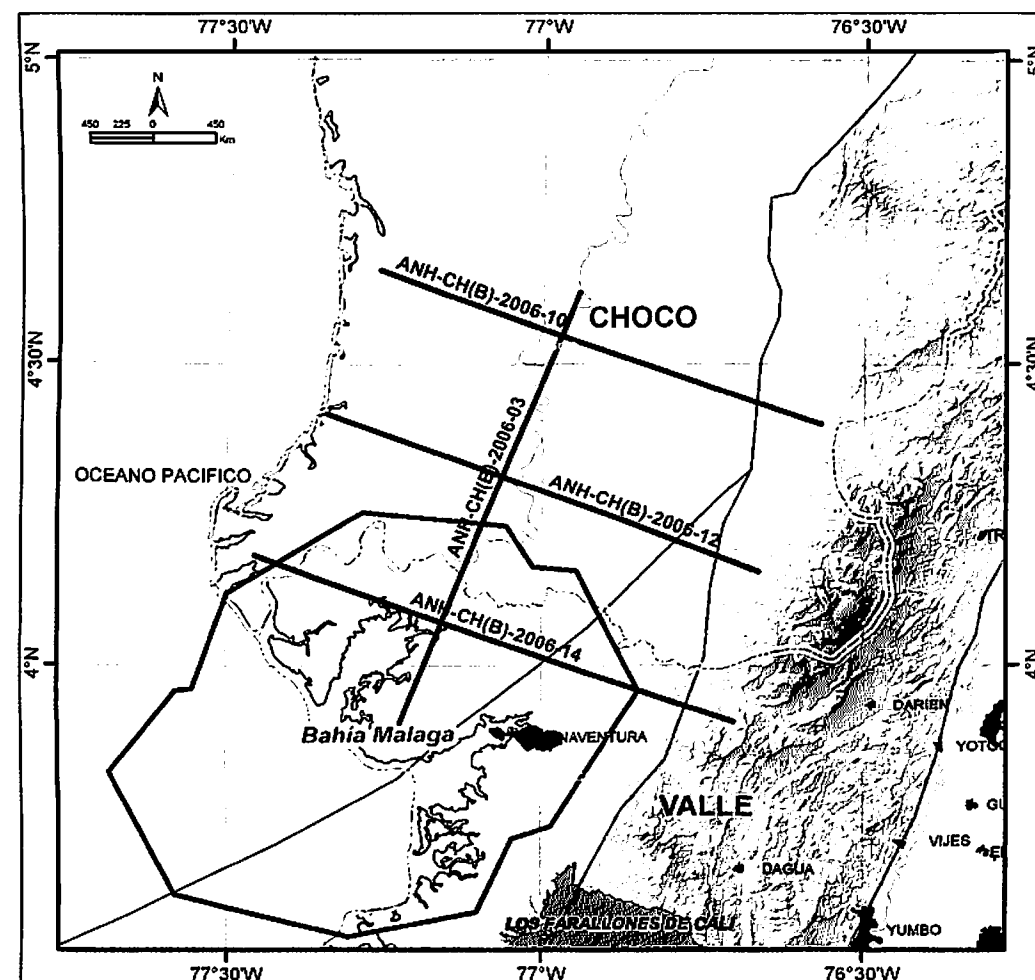 77°30'W 77°W 76°30'W
5°N 5°N
N
450 225 0 450
Km
ANH-CH(B)-2006-10
CHOCO
4°30'N 4°30'N
ANH-CH(B)-2006-03
OCEANO PACIFICO
ANH-CH(B)-2006-12
TR
ANH-CH(B)-2006-14
4°N 4°N
DARIEN
Bahia Malaga
NAVENTURA
YOTOC
VALLE
GU
VIJES
E
DAGUA
LOS FARALLONES DE CALI
YUMBO
77°30'W 77°W 76°30'W